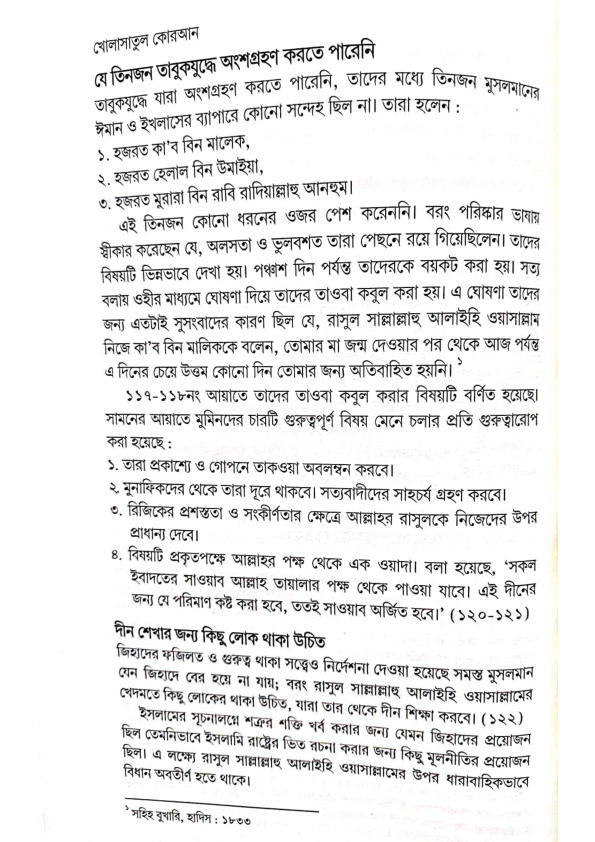 খোলাসাতুল কোরআন
যে তিনজন তাবুকযুদ্ধে অংশগ্রহণ করতে পারেনি
তাবুকযুদ্ধে যারা অংশগ্রহণ করতে পারেনি, তাদের মধ্যে তিনজন মুসলমানের
ঈমান ও ইখলাসের ব্যাপারে কোনো সন্দেহ ছিল না। তারা হলেন :
১. হজরত কা'ব বিন মালেক,
২. হজরত হেলাল বিন উমাইয়া,
৩. হজরত মুরারা বিন রাবি রাদিয়াল্লাহু আনহুম।
এই তিনজন কোনো ধরনের ওজর পেশ করেননি। বরং পরিষ্কার ভাষায়
স্বীকার করেছেন যে, অলসতা ও ভুলবশত তারা পেছনে রয়ে গিয়েছিলেন। তাদের
বিষয়টি ভিন্নভাবে দেখা হয়। পঞ্চাশ দিন পর্যন্ত তাদেরকে বয়কট করা হয়। সত্য
বলায় ওহীর মাধ্যমে ঘোষণা দিয়ে তাদের তাওবা কবুল করা হয়। এ ঘোষণা তাদের
জন্য এতটাই সুসংবাদের কারণ ছিল যে, রাসুল সাল্লাল্লাহু আলাইহি ওয়াসাল্লাম
নিজে কা'ব বিন মালিককে বলেন, তোমার মা জন্ম দেওয়ার পর থেকে আজ পর্যন্ত
এ দিনের চেয়ে উত্তম কোনো দিন তোমার জন্য অতিবাহিত হয়নি। ১
১১৭-১১৮নং আয়াতে তাদের তাওবা কবুল করার বিষয়টি বর্ণিত হয়েছে।
সামনের আয়াতে মুমিনদের চারটি গুরুত্বপূর্ণ বিষয় মেনে চলার প্রতি গুরুত্বারোপ
করা হয়েছে :
১. তারা প্রকাশ্যে ও গোপনে তাকওয়া অবলম্বন করবে।
২. মুনাফিকদের থেকে তারা দূরে থাকবে। সত্যবাদীদের সাহচর্য গ্রহণ করবে।
৩. রিজিকের প্রশস্ততা ও সংকীর্ণতার ক্ষেত্রে আল্লাহর রাসুলকে নিজেদের উপর
প্রাধান্য দেবে।
৪. বিষয়টি প্রকৃতপক্ষে আল্লাহর পক্ষ থেকে এক ওয়াদা। বলা হয়েছে, 'সকল
ইবাদতের সাওয়াব আল্লাহ তায়ালার পক্ষ থেকে পাওয়া যাবে। এই দীনের
জন্য যে পরিমাণ কষ্ট করা হবে, ততই সাওয়াব অর্জিত হবে।' (১২০-১২১)
দীন শেখার জন্য কিছু লোক থাকা উচিত
জিহাদের ফজিলত ও গুরুত্ব থাকা সত্ত্বেও নির্দেশনা দেওয়া হয়েছে সমস্ত মুসলমান
যেন জিহাদে বের হয়ে না যায়; বরং রাসুল সাল্লাল্লাহু আলাইহি ওয়াসাল্লামের
খেদমতে কিছু লোকের থাকা উচিত, যারা তার থেকে দীন শিক্ষা করবে। (১২২)
ইসলামের সূচনালগ্নে শত্রুর শক্তি খর্ব করার জন্য যেমন জিহাদের প্রয়োজন
ছিল তেমনিভাবে ইসলামি রাষ্ট্রের ভিত রচনা করার জন্য কিছু মূলনীতির প্রয়োজন
ছিল। এ লক্ষ্যে রাসুল সাল্লাল্লাহু আলাইহি ওয়াসাল্লামের উপর ধারাবাহিকভাবে
বিধান অবতীর্ণ হতে থাকে।
১ সহিহ বুখারি, হাদিস : ১৮৩৩